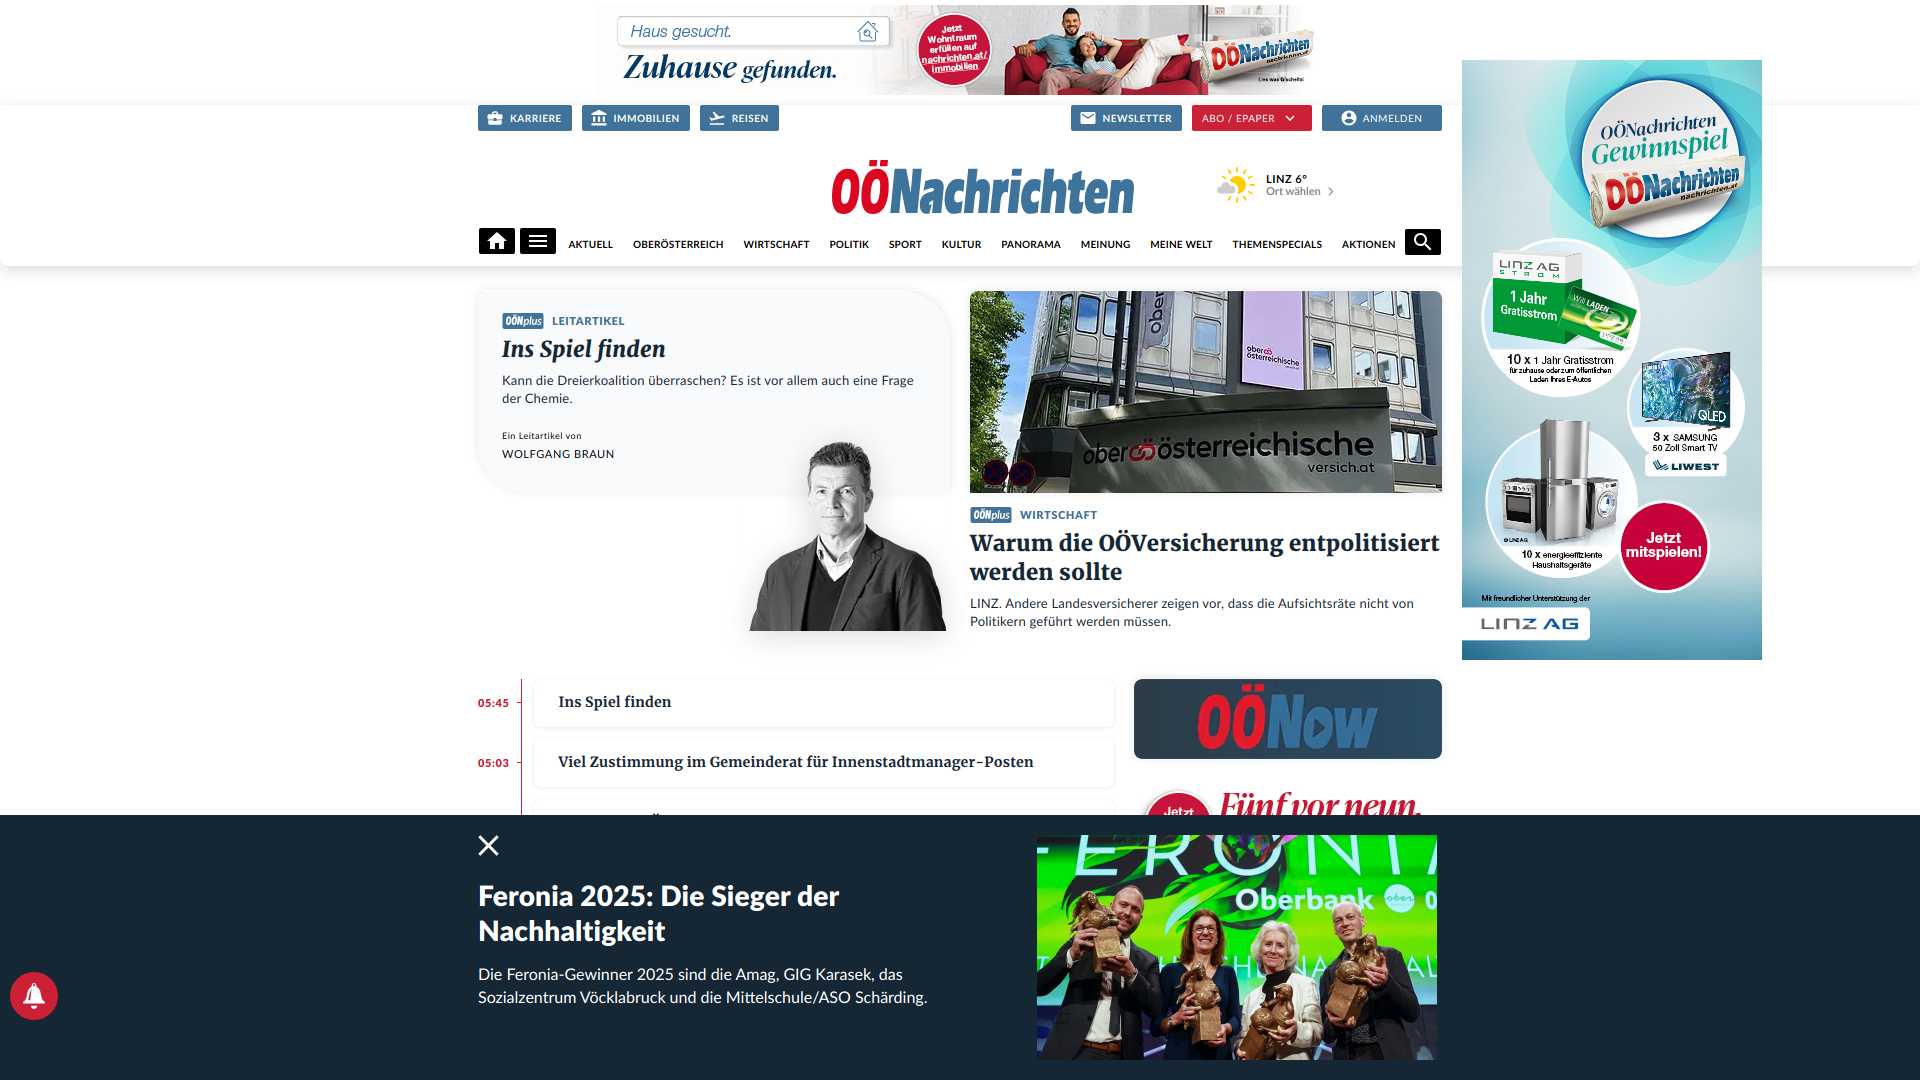 Haus gesucht.
Zuhause gefunden.
Jetzt
Wohntraum
erfüllen auf
nachrichten.at/
immobilien
OÖNachrichten
KARRIERE
IMMOBILIEN
REISEN
NEWSLETTER
ABO / EPAPER
ANMELDEN
OÖNachrichten
LINZ 6°
Ort wählen
AKTUELL
OBERÖSTERREICH
WIRTSCHAFT
POLITIK
SPORT
KULTUR
PANORAMA
MEINUNG
MEINE WELT
THEMENSPECIALS
AKTIONEN
OÖNplus LEITARTIKEL
Ins Spiel finden
Kann die Dreierkoalition überraschen? Es ist vor allem auch eine Frage
der Chemie.
Ein Leitartikel von
WOLFGANG BRAUN
ober
österreichische
oberösterreichische
versich.at
OÖNplus WIRTSCHAFT
Warum die OÖVersicherung entpolitisiert
werden sollte
LINZ. Andere Landesversicherer zeigen vor, dass die Aufsichtsräte nicht von
Politikern geführt werden müssen.
OÖNachrichten
Gewinnspiel
OÖNachrichten
nachrichten.at
LINZ AG
STROM
1 Jahr
Gratisstrom
Will LADEN
10 x 1 Jahr Gratisstrom
für zuhause oder zum öffentlichen
Laden Ihres E-Autos
QLED
3 x SAMSUNG
50 Zoll Smart TV
LIWEST
© LINZ AG
10 x energieeffiziente
Haushaltsgeräte
Jetzt
mitspielen!
Mit freundlicher Unterstützung der
LINZ AG
05:45
Ins Spiel finden
05:03
Viel Zustimmung im Gemeinderat für Innenstadtmanager-Posten
OÖNow
Jetzt
Fünf vor neun.
Feronia 2025: Die Sieger der
Nachhaltigkeit
Die Feronia-Gewinner 2025 sind die Amag, GIG Karasek, das
Sozialzentrum Vöcklabruck und die Mittelschule/ASO Schärding.
FERONIA
Oberbank